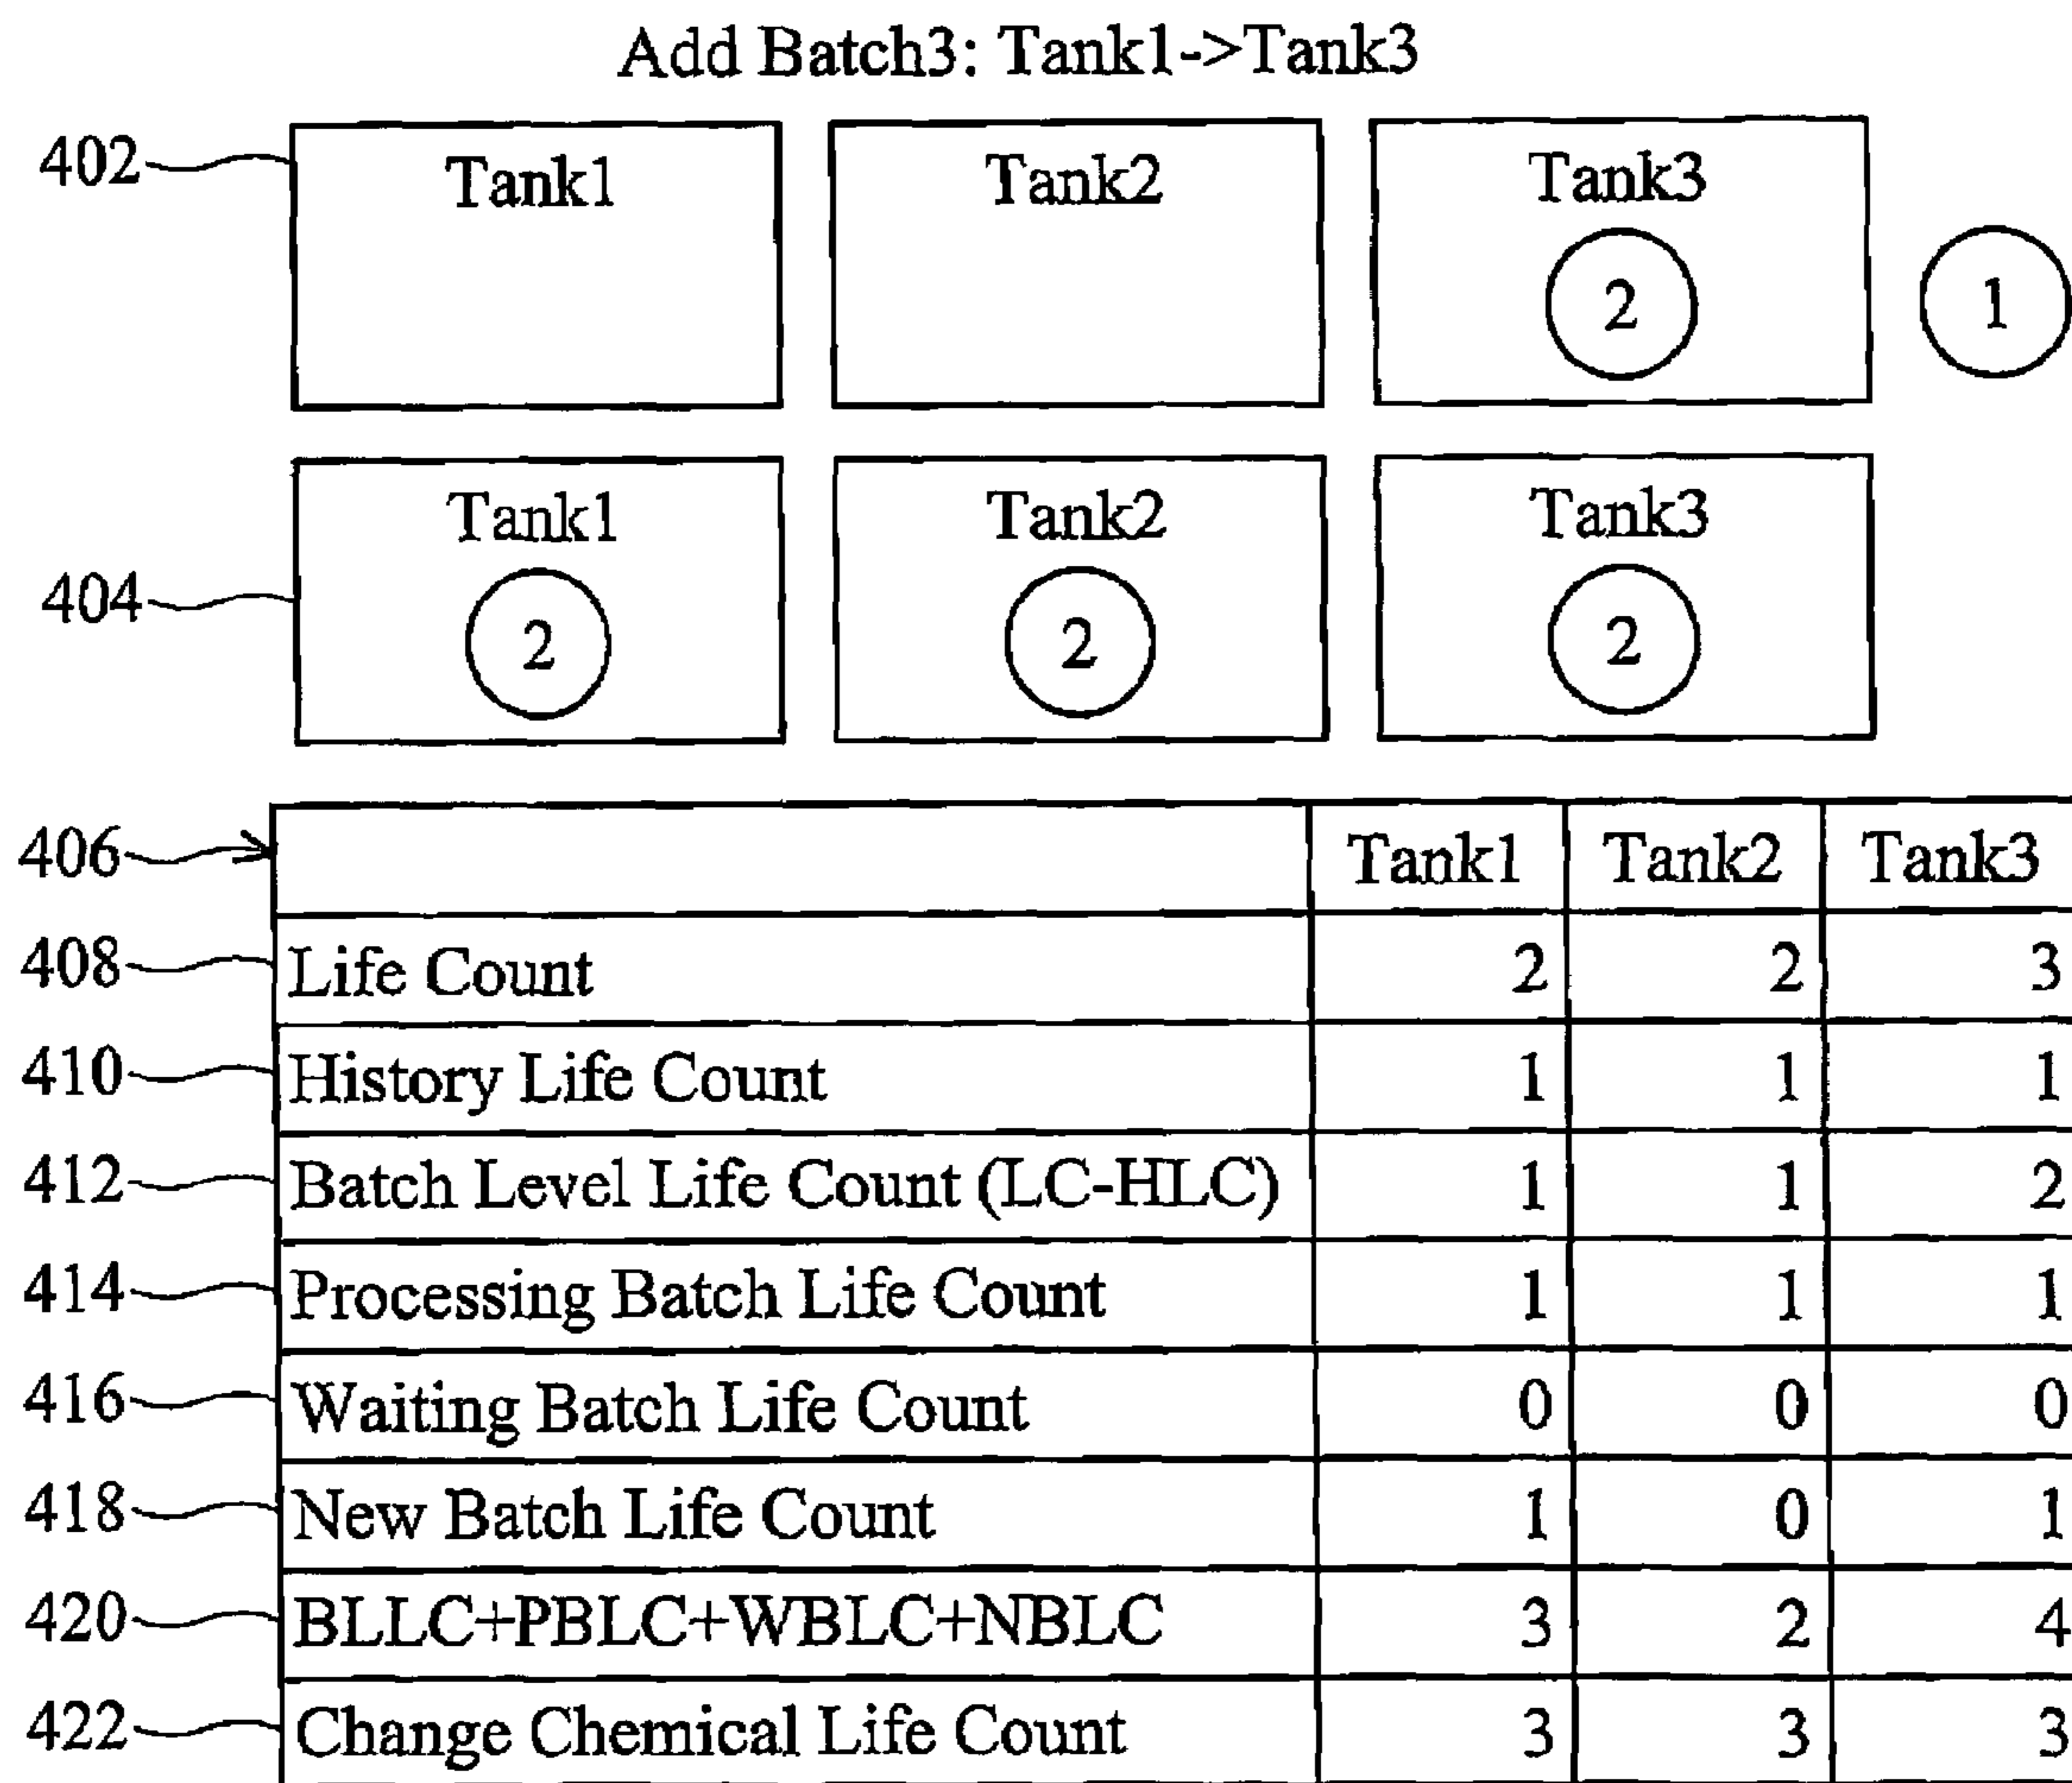 Add Batch3: Tank1->Tank3
402 Tank1 Tank2 Tank3
2 1
Tank1 Tank2 Tank3
404 2 2 2
406 Tank1 Tank2 Tank3
408 Life Count 2 2 3
410 History Life Count 1 1 1
412 Batch Level Life Count (LC-HLC) 1 1 2
414 Processing Batch Life Count 1 1 1
416 Waiting Batch Life Count 0 0 0
418 New Batch Life Count 1 0 1
420 BLLC+PBLC+WBLC+NBLC 3 2 4
422 Change Chemical Life Count 3 3 3